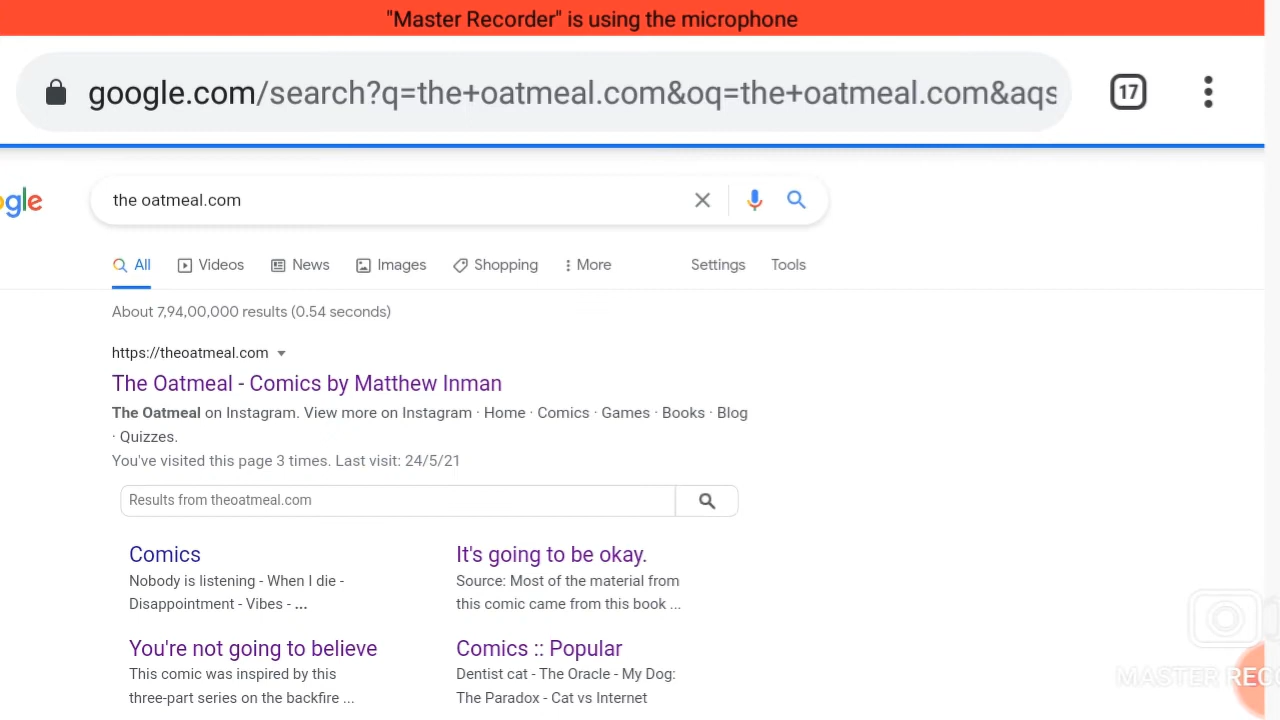 "Master Recorder" is using the microphone
google.com/search?q=the+oatmeal.com&oq=the+oatmeal.com&aqs
17
gle
the oatmeal.com
All Videos News Images Shopping More Settings Tools
About 7,94,00,000 results (0.54 seconds)
https://theoatmeal.com
The Oatmeal - Comics by Matthew Inman
The Oatmeal on Instagram. View more on Instagram · Home · Comics · Games · Books · Blog
· Quizzes.
You've visited this page 3 times. Last visit: 24/5/21
Results from theoatmeal.com
Comics
Nobody is listening - When I die -
Disappointment - Vibes - ...
It's going to be okay.
Source: Most of the material from
this comic came from this book ...
You're not going to believe
This comic was inspired by this
three-part series on the backfire ...
Comics :: Popular
Dentist cat - The Oracle - My Dog:
The Paradox - Cat vs Internet
MASTER RECO